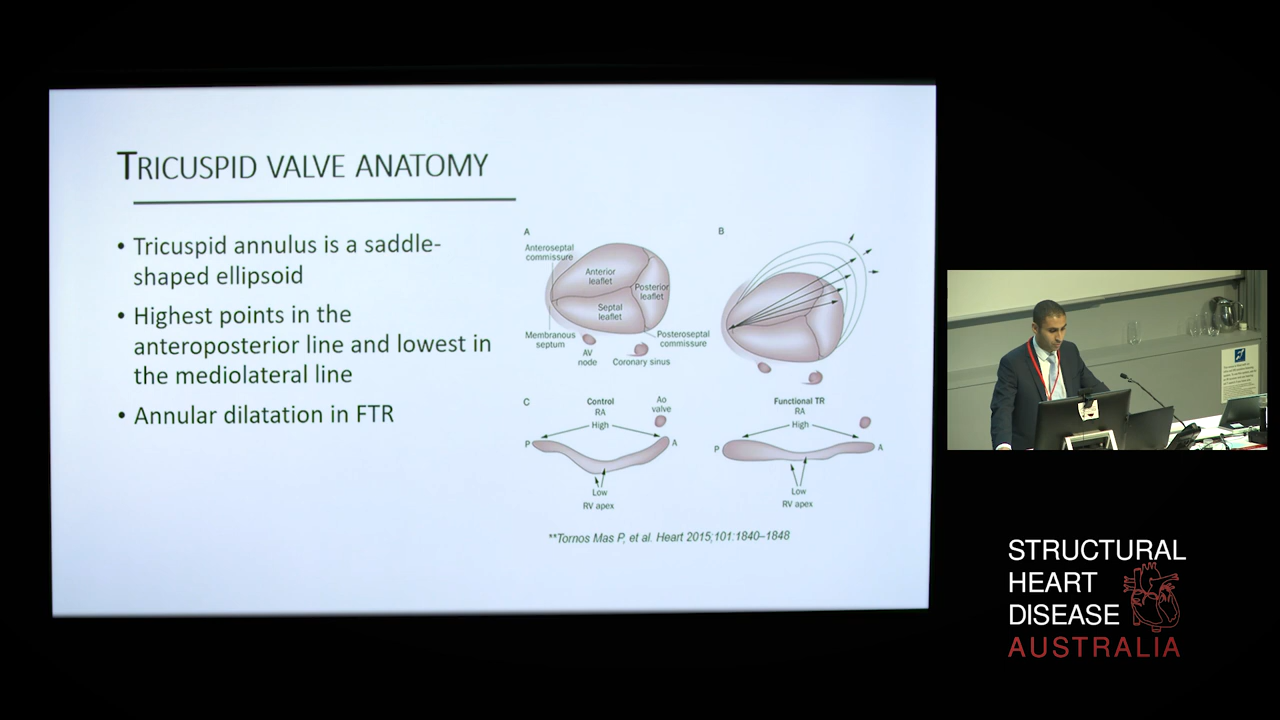 TRICUSPID VALVE ANATOMY
• Tricuspid annulus is a saddle-
shaped ellipsoid
• Highest points in the
anteroposterior line and lowest in
the mediolateral line
• Annular dilatation in FTR
A
Anteroseptal
commissure
Anterior
leaflet
Posterior
leaflet
Septal
leaflet
Membranous
septum
AV
node
Coronary sinus
Posteroseptal
commissure
B
C
Control
RA
High
Ao
valve
P
A
Low
RV apex
Functional TR
RA
High
P
A
Low
RV apex
**Tornos Mas P, et al. Heart 2015;101:1840–1848
STRUCTURAL
HEART
DISEASE
AUSTRALIA